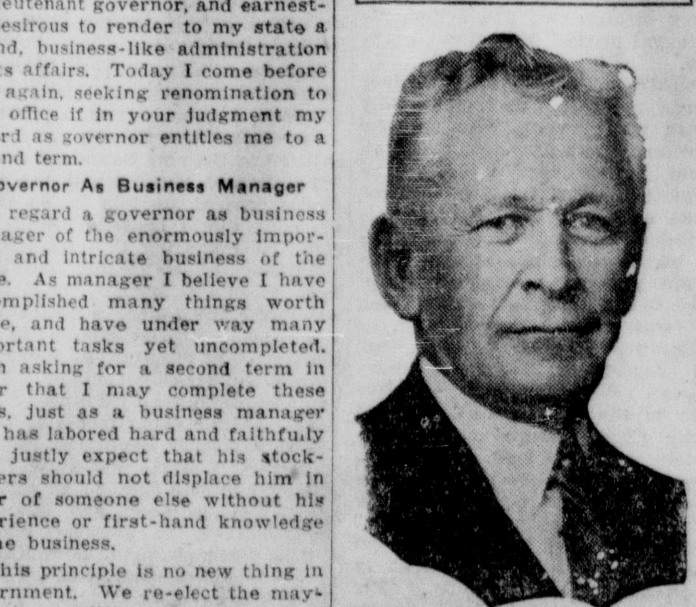 eutenant governor, and earnest-
esirous to render to my state a
nd, business-like administration
ts affairs. Today I come before
again, seeking renomination to
office if in your judgment my
rd as governor entitles me to a
nd term.
overnor As Business Manager
regard a governor as business
ager of the enormously impor-
and intricate business of the
e. As manager I believe I have
omplished many things worth
e, and have under way many
ortant tasks yet uncompleted.
n asking for a second term in
r that I may complete these
s, just as a business manager
has labored hard and faithfully
justly expect that his stock-
ers should not displace him in
r of someone else without his
rience or first-hand knowledge
he business.
his principle is no new thing in
ernment. We re-elect the may-